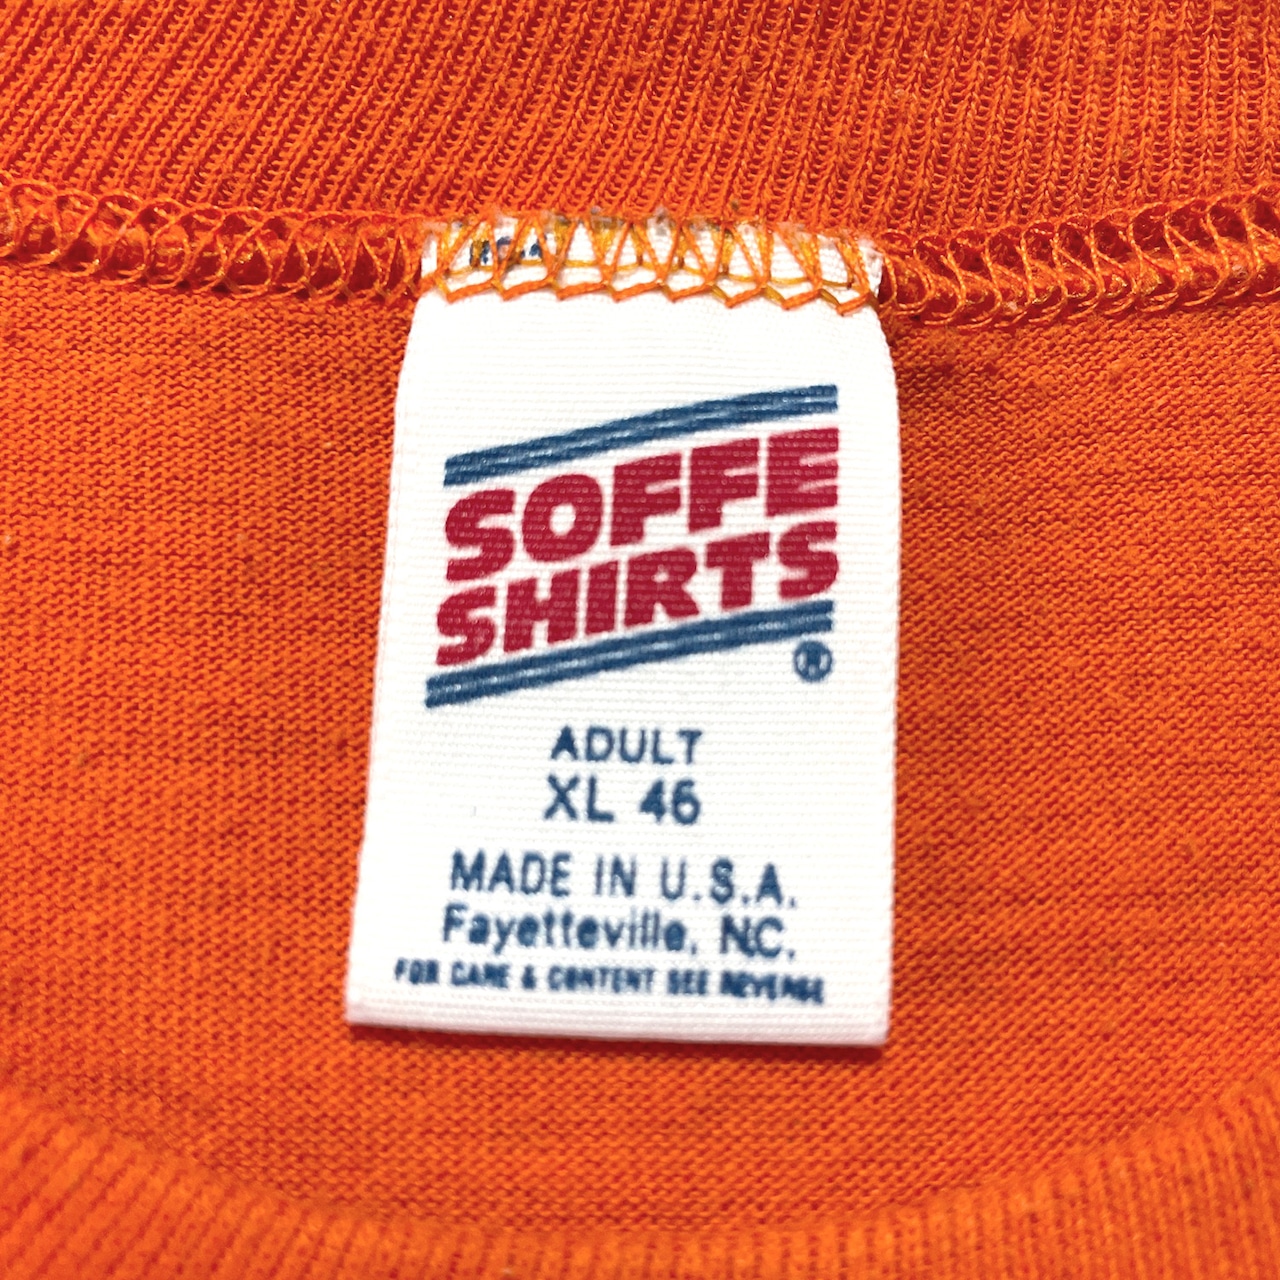 SOFFE
SHIRTS
®
ADULT
XL 46
MADE IN U.S.A.
Fayetteville, NC.
FOR CARE & CONTENT SEE REVERSE